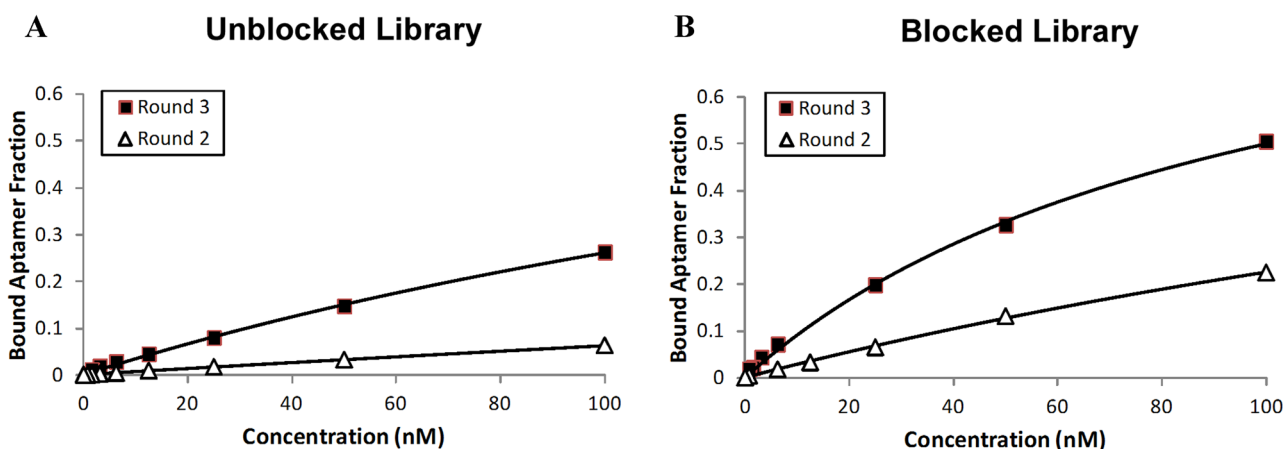 A
Unblocked Library
Bound Aptamer Fraction
0.6
0.5
0.4
0.3
0.2
0.1
0
Round 3
Round 2
0
20
40
60
80
100
Concentration (nM)
B
Blocked Library
Bound Aptamer Fraction
0.6
0.5
0.4
0.3
0.2
0.1
0
Round 3
Round 2
0
20
40
60
80
100
Concentration (nM)